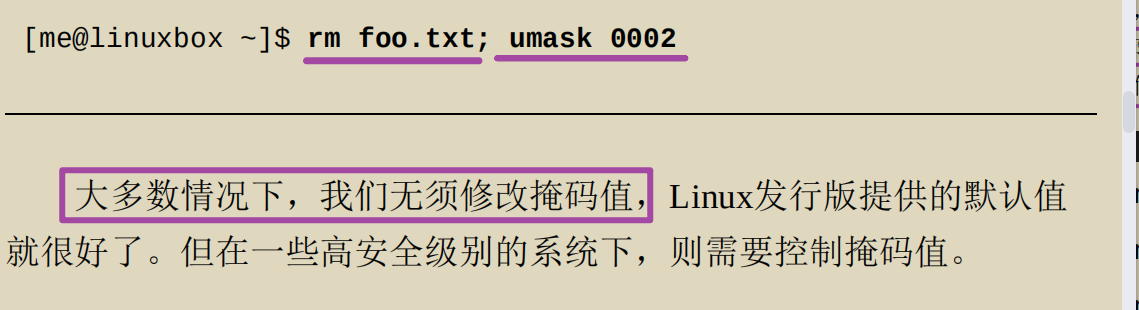 [me@linuxbox ~]$ rm foo.txt; umask 0002
大多数情况下，我们无须修改掩码值，Linux发行版提供的默认值
就很好了。但在一些高安全级别的系统下，则需要控制掩码值。